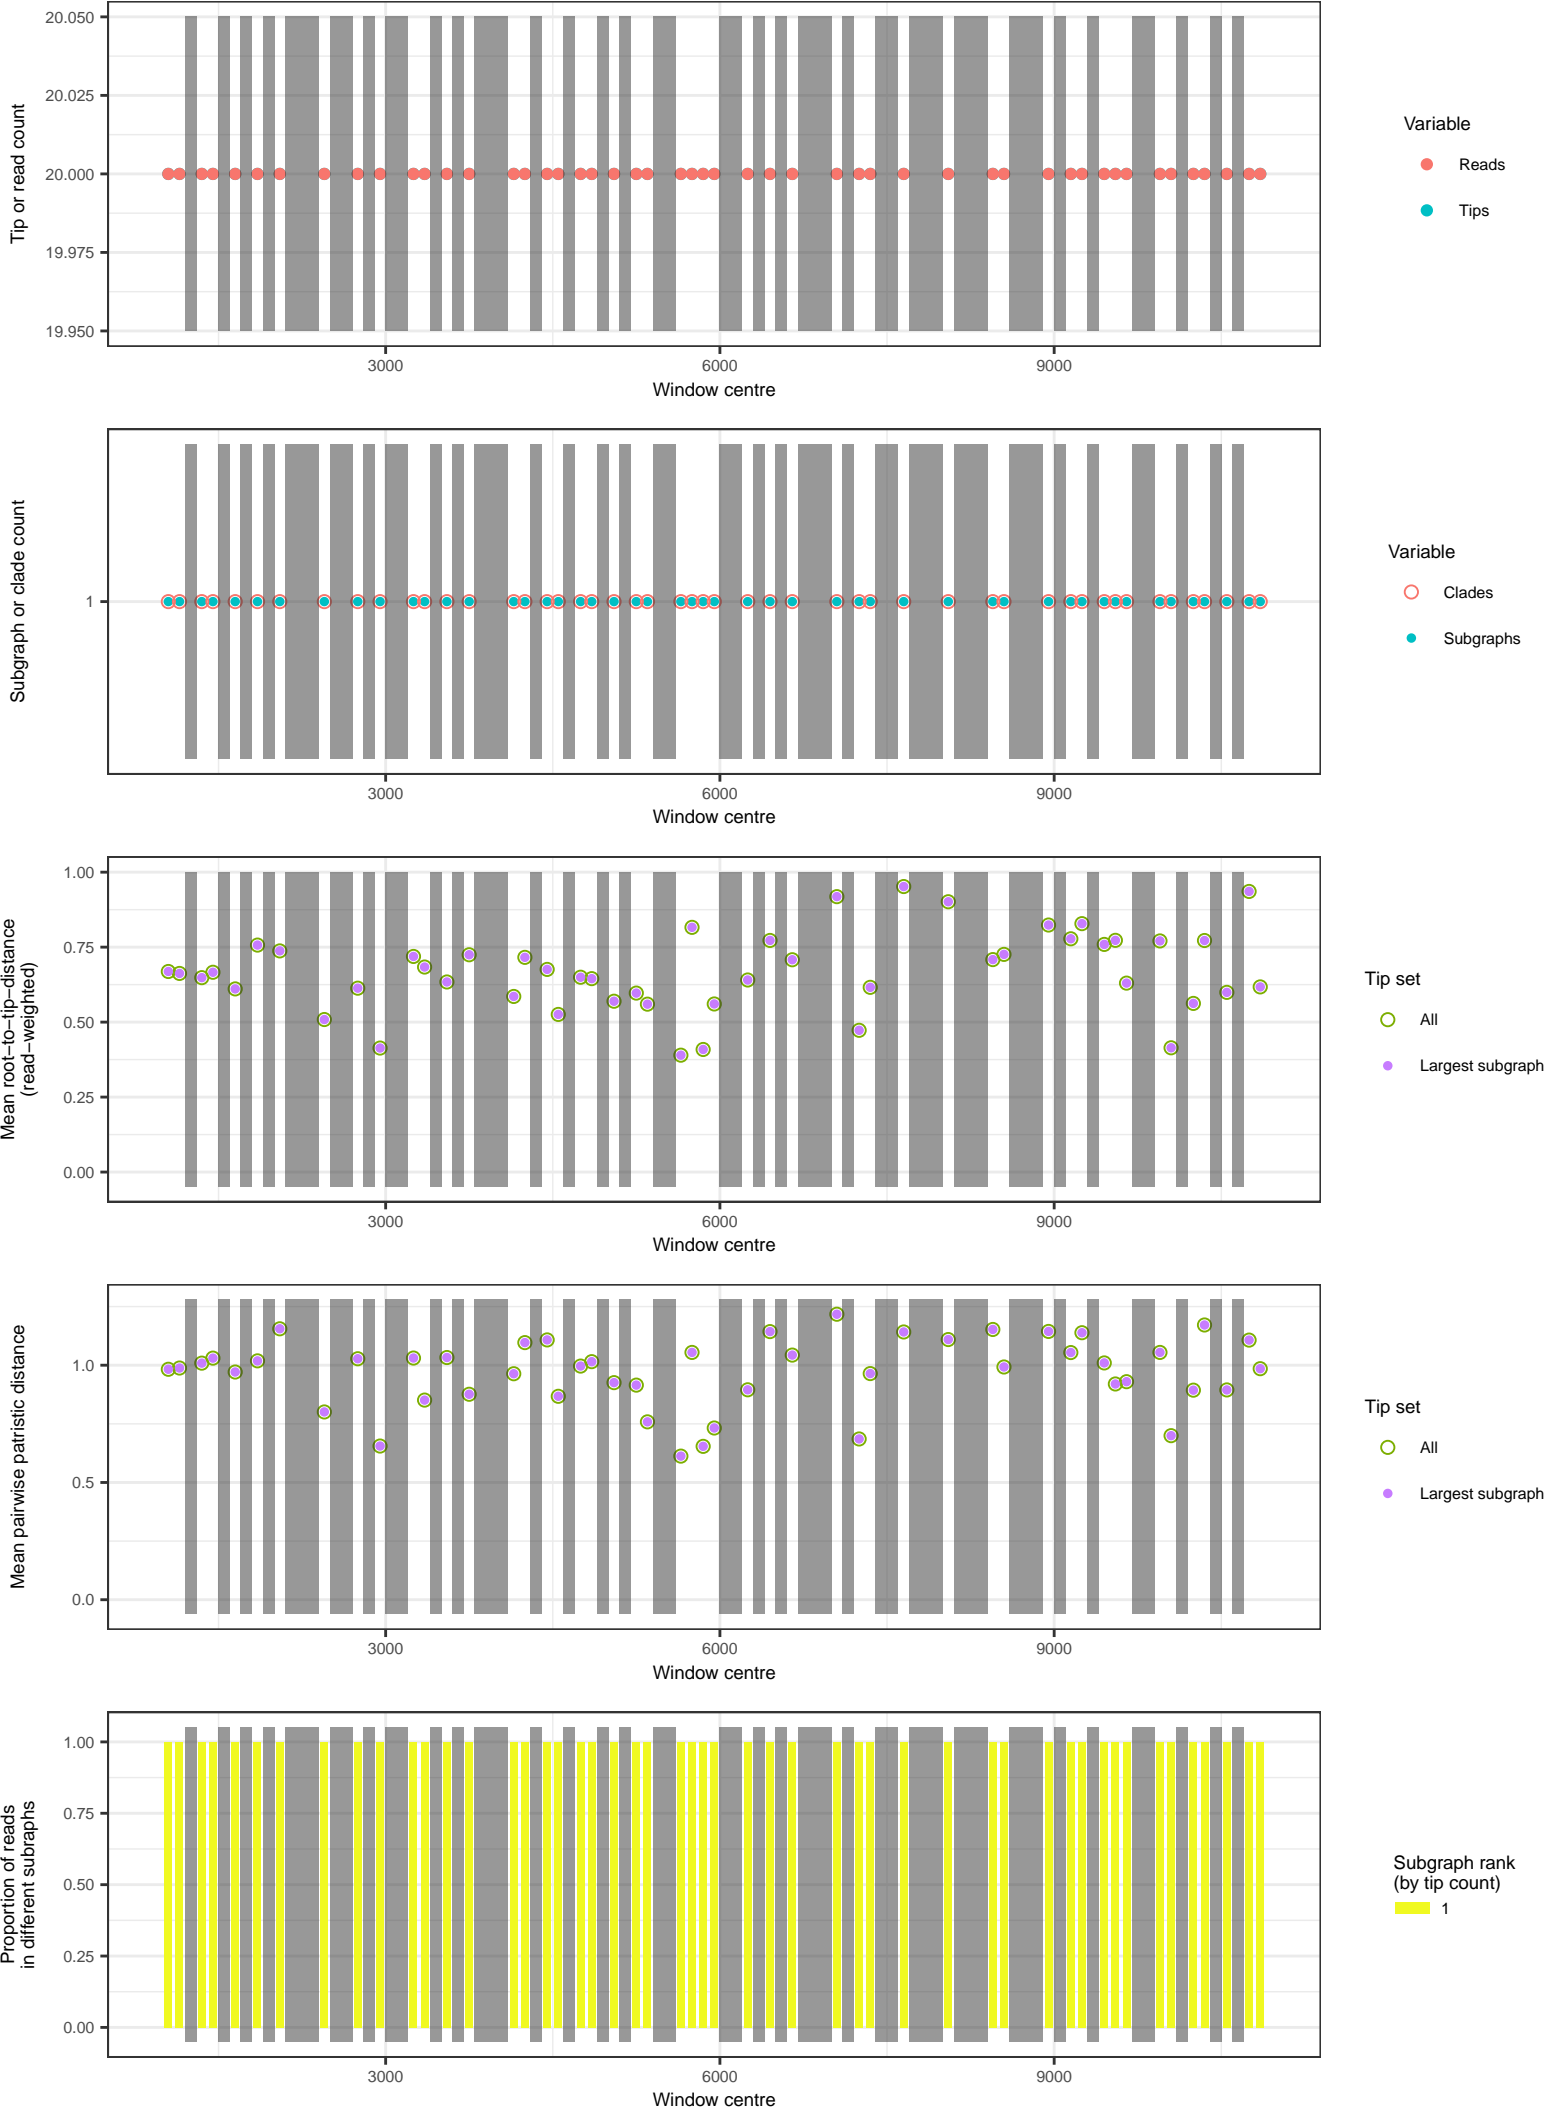 20.050
20.025
20.000
19.975
19.950
Tip or read count
3000
6000
9000
Window centre
Variable
Reads
Tips
1
Subgraph or clade count
3000
6000
9000
Window centre
Variable
Clades
Subgraphs
1.00
0.75
0.50
0.25
0.00
Mean root−to−tip−distance
(read−weighted)
3000
6000
9000
Window centre
Tip set
All
Largest subgraph
1.0
0.5
0.0
Mean pairwise patristic distance
3000
6000
9000
Window centre
Tip set
All
Largest subgraph
1.00
0.75
0.50
0.25
0.00
Proportion of reads
in different subraphs
3000
6000
9000
Window centre
Subgraph rank
(by tip count)
1